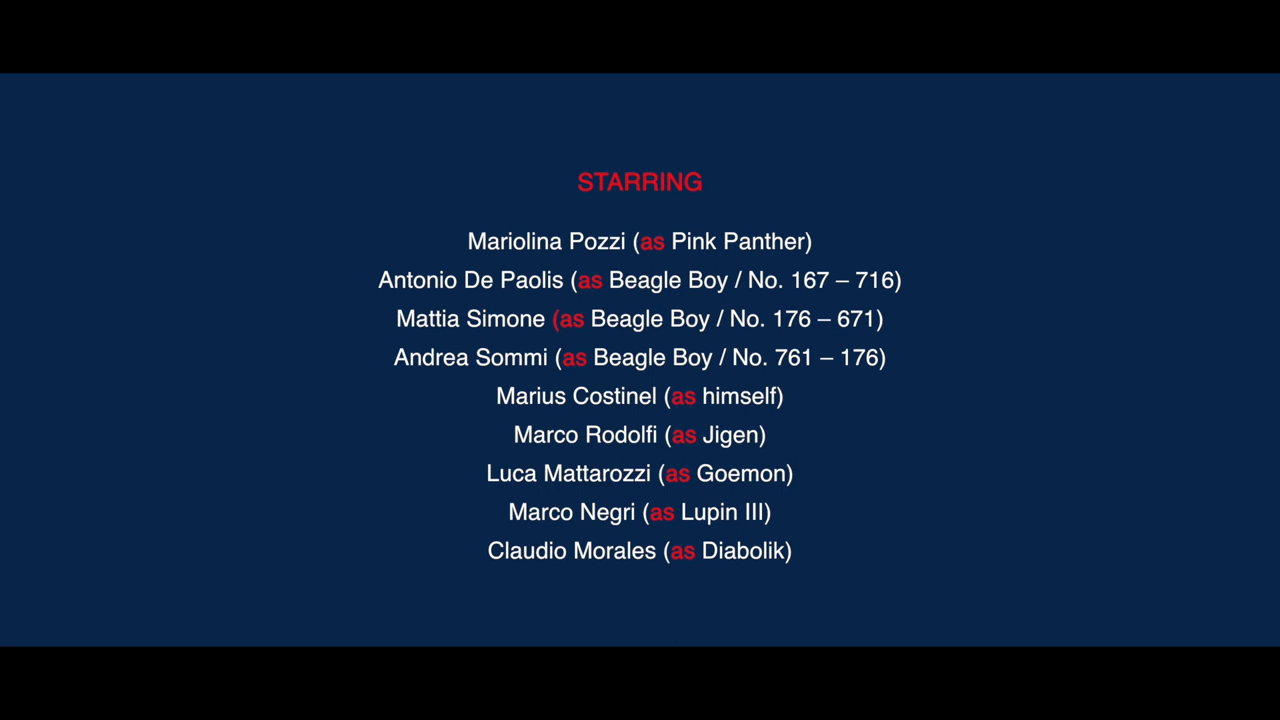 STARRING
Mariolina Pozzi (as Pink Panther)
Antonio De Paolis (as Beagle Boy / No. 167 – 716)
Mattia Simone (as Beagle Boy / No. 176 – 671)
Andrea Sommi (as Beagle Boy / No. 761 – 176)
Marius Costinel (as himself)
Marco Rodolfi (as Jigen)
Luca Mattarozzi (as Goemon)
Marco Negri (as Lupin III)
Claudio Morales (as Diabolik)